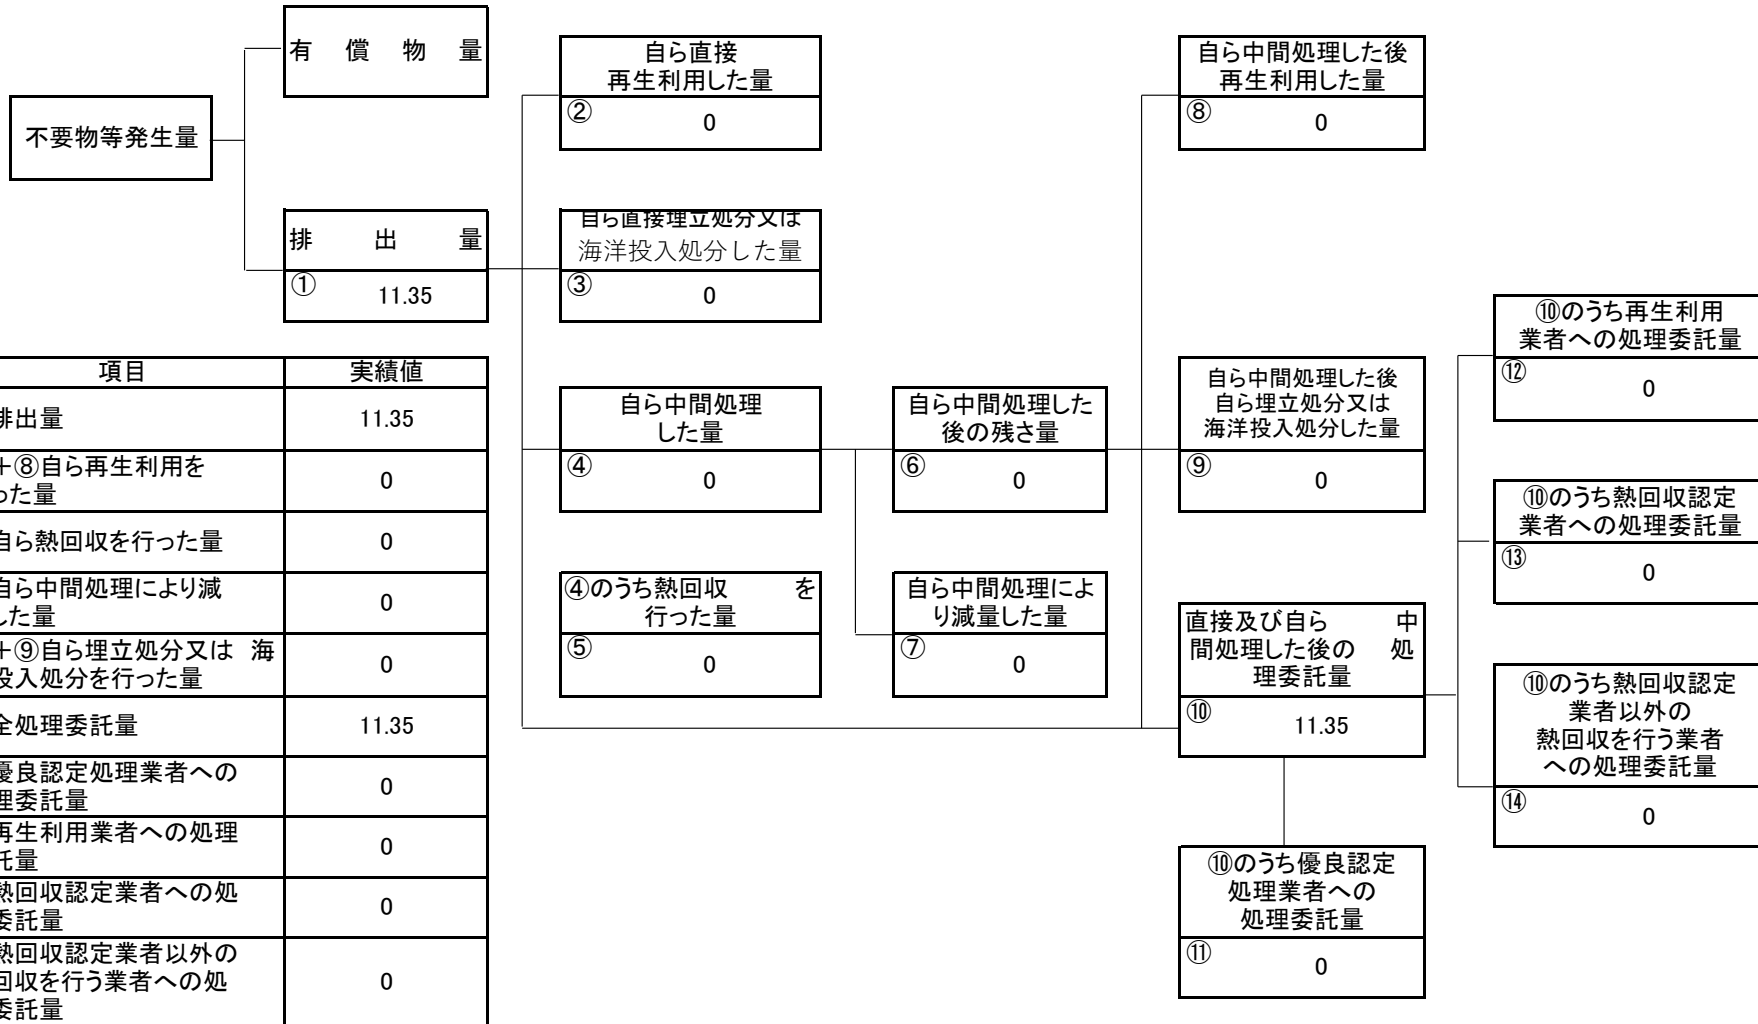 有 償 物 量
不要物等発生量
排 出 量
① 11.35
自ら直接
再生利用した量
② 0
自ら直接埋立処分又は
海洋投入処分した量
③ 0
自ら中間処理
した量
④ 0
④のうち熱回収 を
行った量
⑤ 0
自ら中間処理した
後の残さ量
⑥ 0
自ら中間処理によ
り減量した量
⑦ 0
自ら中間処理した後
再生利用した量
⑧ 0
自ら中間処理した後
自ら埋立処分又は
海洋投入処分した量
⑨ 0
直接及び自ら 中
間処理した後の 処
理委託量
⑩ 11.35
⑩のうち優良認定
処理業者への
処理委託量
⑪ 0
⑩のうち再生利用
業者への処理委託量
⑫ 0
⑩のうち熱回収認定
業者への処理委託量
⑬ 0
⑩のうち熱回収認定
業者以外の
熱回収を行う業者
への処理委託量
⑭ 0
項目 実績値
排出量 11.35
+⑧自ら再生利用を
った量 0
自ら熱回収を行った量 0
自ら中間処理により減
した量 0
+⑨自ら埋立処分又は 海
投入処分を行った量 0
全処理委託量 11.35
優良認定処理業者への
理委託量 0
再生利用業者への処理
託量 0
熱回収認定業者への処
委託量 0
熱回収認定業者以外の
回収を行う業者への処
委託量 0